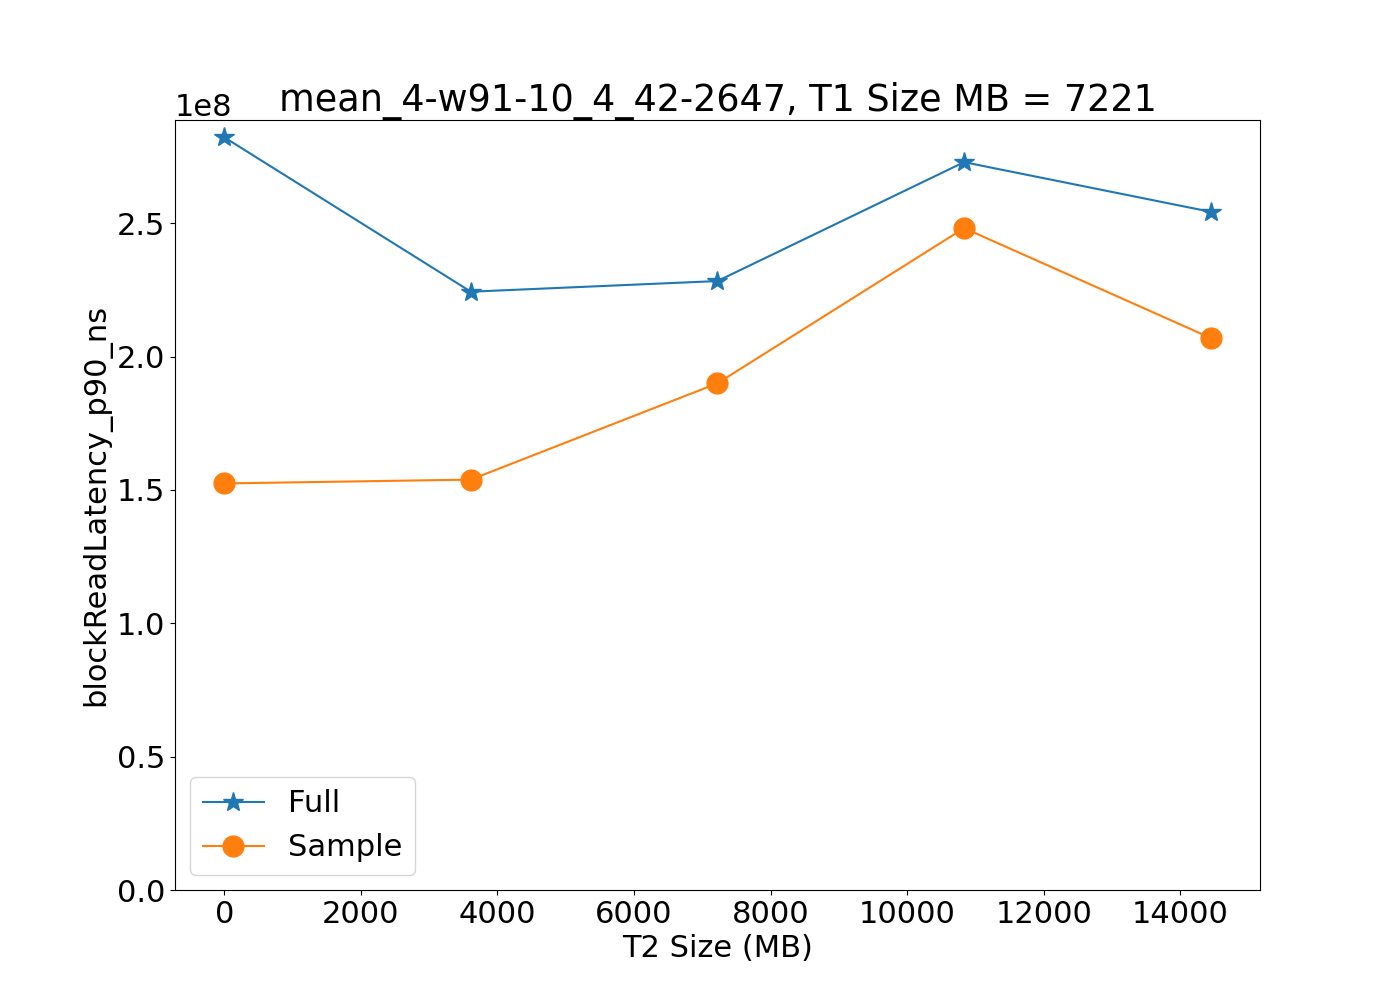 1e8
mean_4-w91-10_4_42-2647, T1 Size MB = 7221
blockReadLatency_p90_ns
2.5
2.0
1.5
1.0
0.5
0.0
Full
Sample
0 2000 4000 6000 8000 10000 12000 14000
T2 Size (MB)